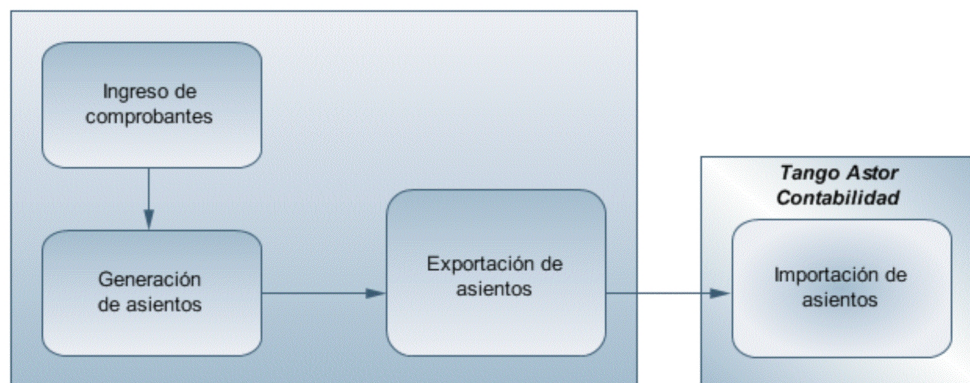 Ingreso de
comprobantes
Generación
de asientos
Exportación de
asientos
Tango Astor
Contabilidad
Importación de
asientos